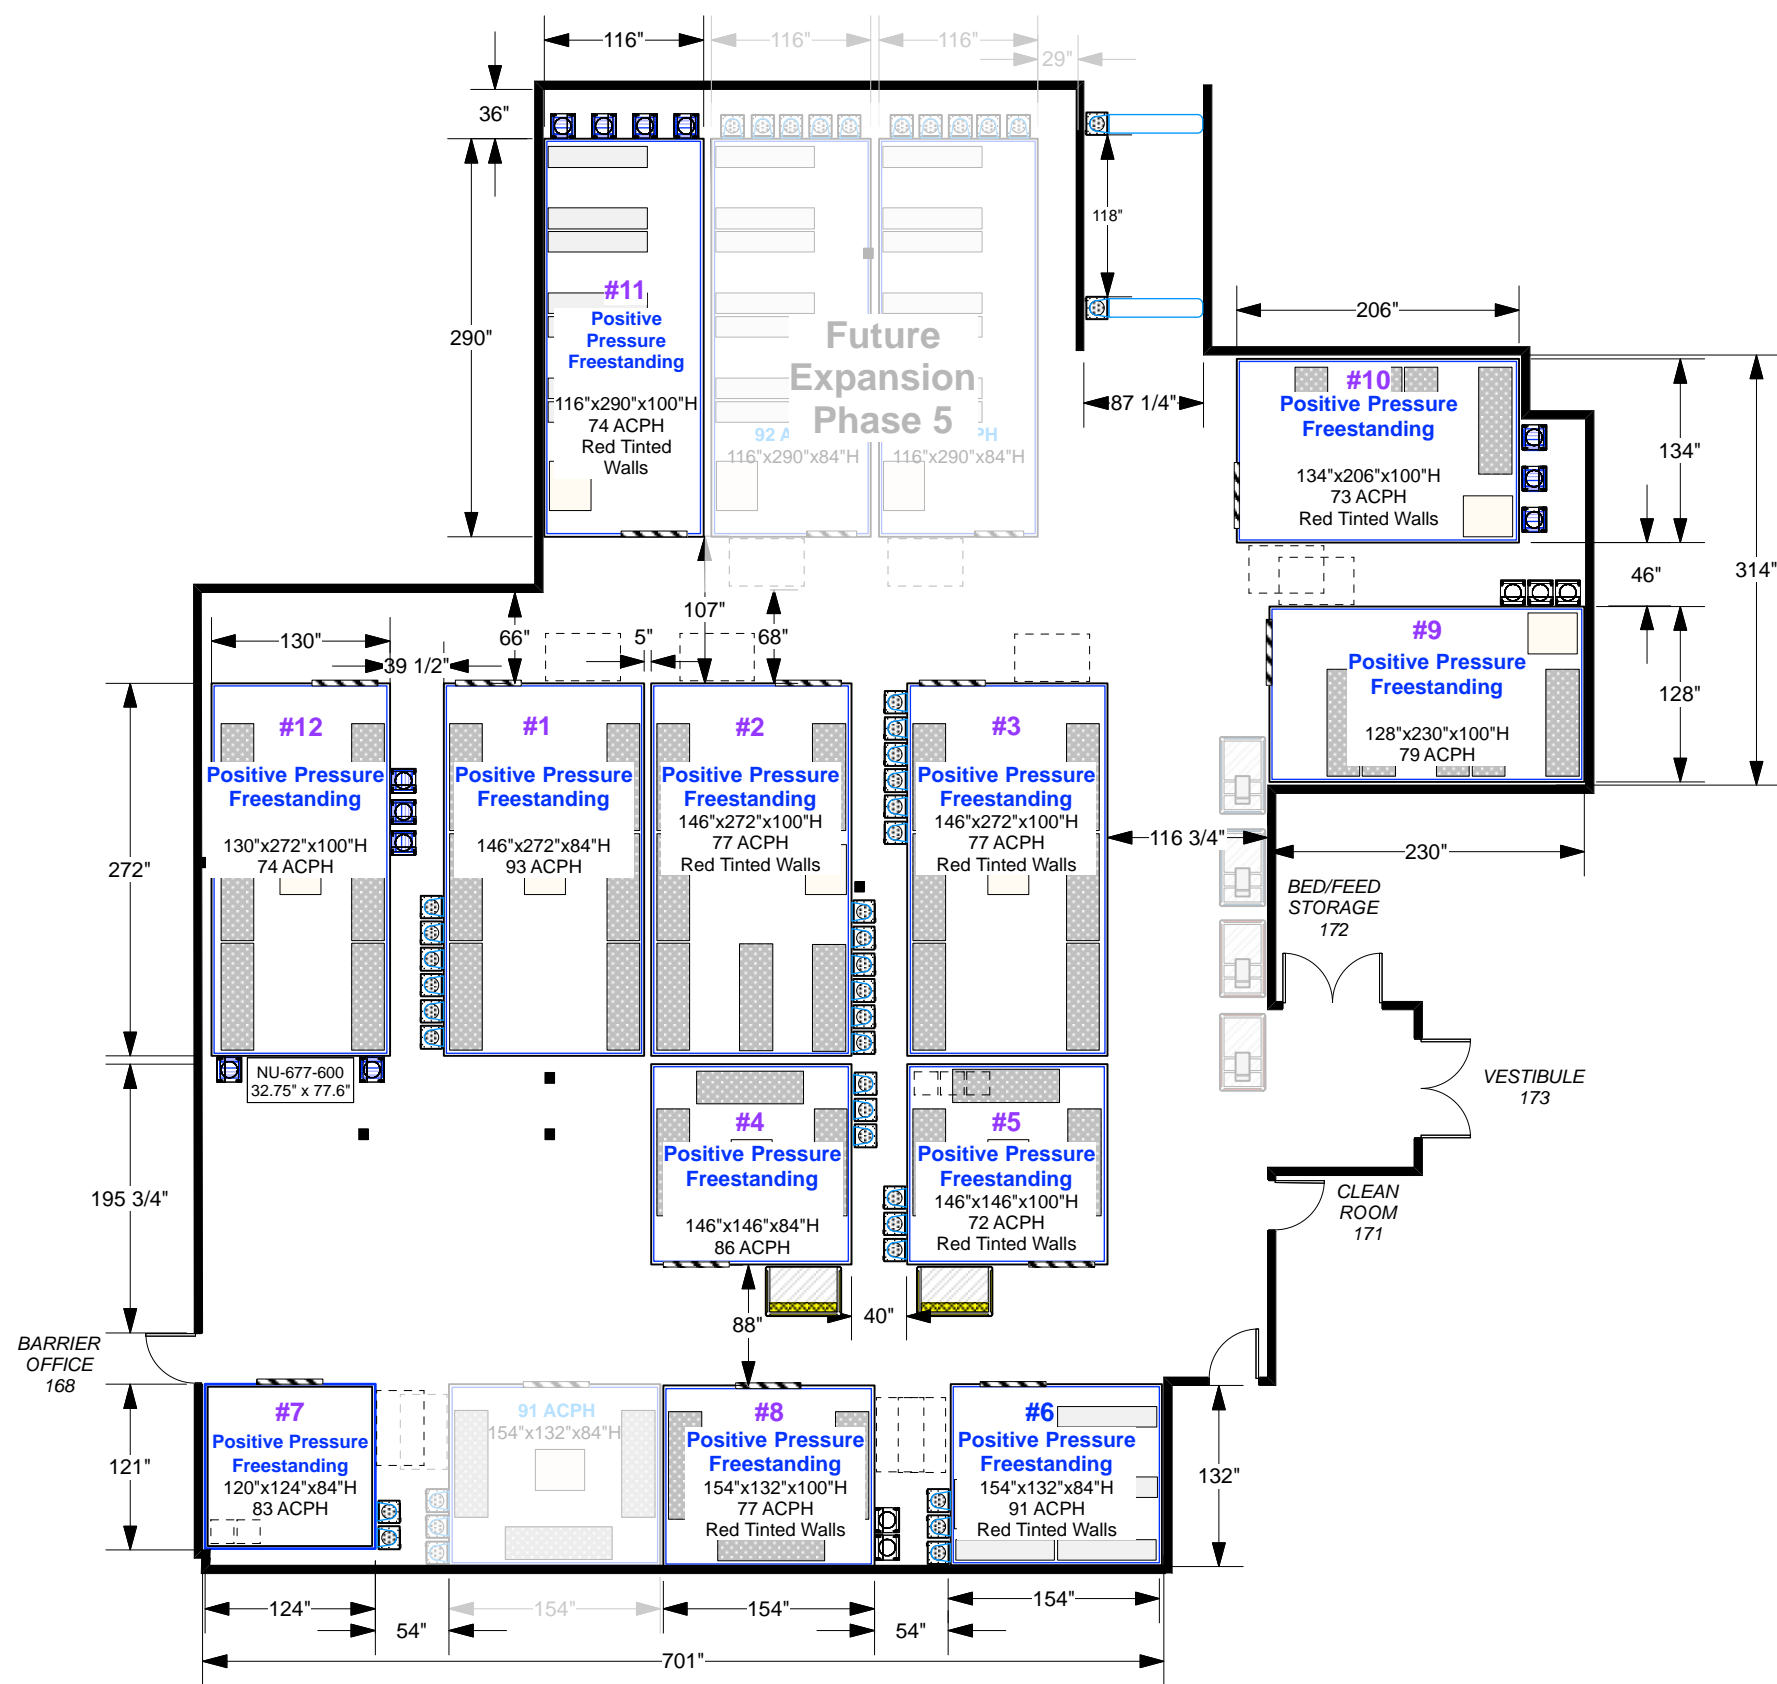 116"
116"
116"
29"
36"
118"
290"
#11
Positive
Pressure
Freestanding
116"x290"x100"H
74 ACPH
Red Tinted
Walls
Future
Expansion
Phase 5
92 A
PH
116"x290"x84"H
116"x290"x84"H
206"
87 1/4"
#10
Positive Pressure
Freestanding
134"x206"x100"H
73 ACPH
Red Tinted Walls
134"
46"
314"
128"
#9
Positive Pressure
Freestanding
128"x230"x100"H
79 ACPH
230"
107"
66"
5"
68"
130"
39 1/2"
272"
#12
Positive Pressure
Freestanding
130"x272"x100"H
74 ACPH
#1
Positive Pressure
Freestanding
146"x272"x84"H
93 ACPH
#2
Positive Pressure
Freestanding
146"x272"x100"H
77 ACPH
Red Tinted Walls
#3
Positive Pressure
Freestanding
146"x272"x100"H
77 ACPH
Red Tinted Walls
116 3/4"
BED/FEED
STORAGE
172
VESTIBULE
173
CLEAN
ROOM
171
NU-677-600
32.75" x 77.6"
195 3/4"
#4
Positive Pressure
Freestanding
146"x146"x84"H
86 ACPH
#5
Positive Pressure
Freestanding
146"x146"x100"H
72 ACPH
Red Tinted Walls
88"
40"
BARRIER
OFFICE
168
121"
#7
Positive Pressure
Freestanding
120"x124"x84"H
83 ACPH
91 ACPH
154"x132"x84"H
#8
Positive Pressure
Freestanding
154"x132"x100"H
77 ACPH
Red Tinted Walls
#6
Positive Pressure
Freestanding
154"x132"x84"H
91 ACPH
Red Tinted Walls
132"
124"
54"
154"
154"
54"
154"
701"